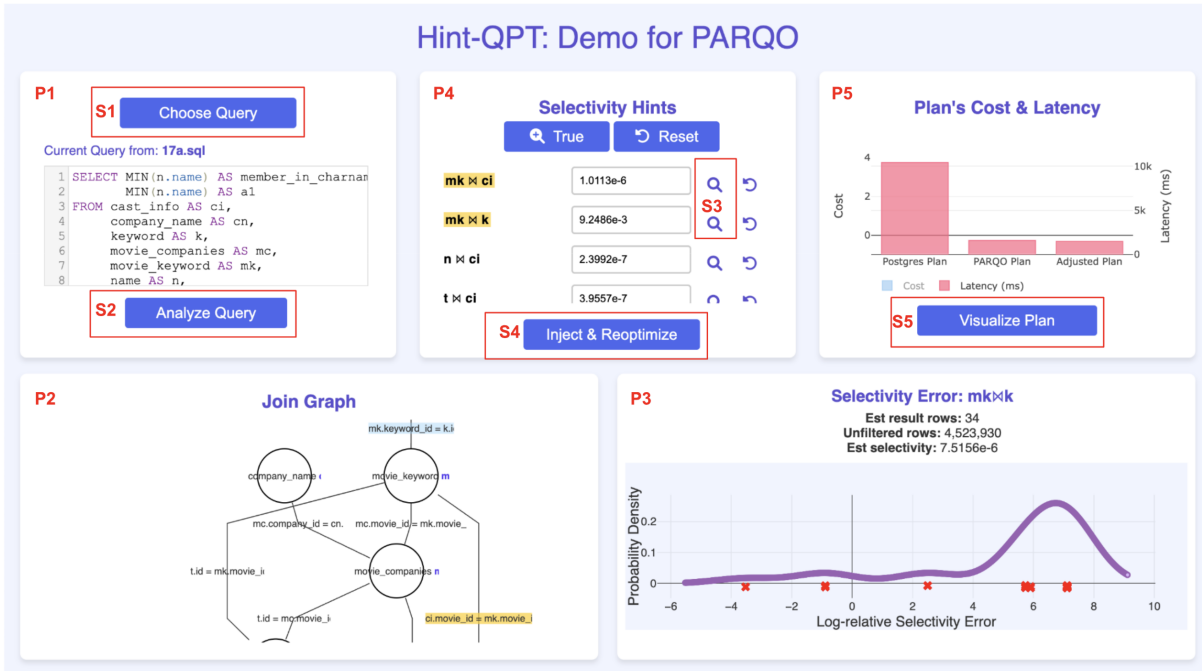 Hint-QPT: Demo for PARQO
P1
S1
Choose Query
Current Query from: 17a.sql
1 SELECT MIN(n.name) AS member_in_charnam
2 MIN(n.name) AS a1
3 FROM cast_info AS ci,
4 company_name AS cn,
5 keyword AS k,
6 movie_companies AS mc,
7 movie_keyword AS mk,
8 name AS n,
S2
Analyze Query
P4
Selectivity Hints
True
Reset
mk ⋈ ci 1.0113e-6
mk ⋈ k 9.2486e-3
S3
n ⋈ ci 2.3992e-7
t ⋈ ci 3.9557e-7
S4
Inject & Reoptimize
P5
Plan's Cost & Latency
Cost
4
2
0
10k
5k
0
Latency (ms)
Postgres Plan
PARQO Plan
Adjusted Plan
Cost
Latency (ms)
S5
Visualize Plan
P2
Join Graph
mk.keyword_id = k.i
company_name
movie_keyword m
mc.company_id = cn.
mc.movie_id = mk.movie_
t.id = mk.movie_i
movie_companies
t.id = mc.movie_i
ci.movie_id = mk.movie_i
P3
Selectivity Error: mk⋈k
Est result rows: 34
Unfiltered rows: 4,523,930
Est selectivity: 7.5156e-6
Probability Density
0.2
0.1
0
−6 −4 −2 0 2 4 6 8 10
Log-relative Selectivity Error